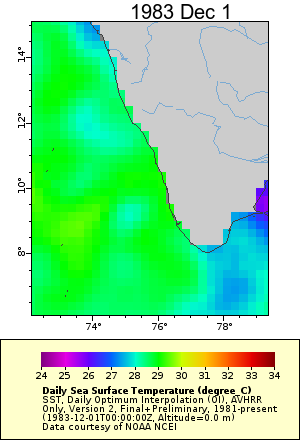 1983 Dec 1
14°
12°
10°
8°
74°
76°
78°
24 25 26 27 28 29 30 31 32 33 34
Daily Sea Surface Temperature (degree_C)
SST, Daily Optimum Interpolation (OI), AVHRR
Only, Version 2, Final+Preliminary, 1981-present
(1983-12-01T00:00:00Z, Altitude=0.0 m)
Data courtesy of NOAA NCEI